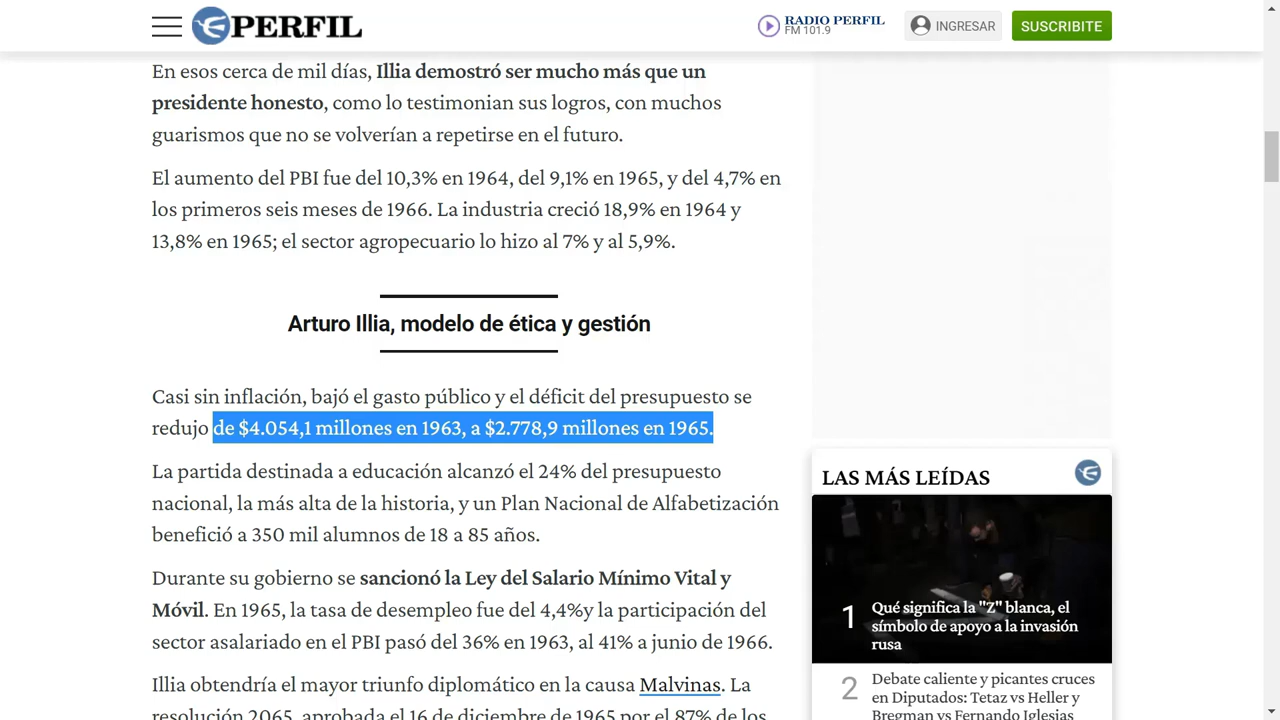 PERFIL
RADIO PERFIL
FM 101.9
INGRESAR
SUSCRIBITE
En esos cerca de mil días, Illia demostró ser mucho más que un
presidente honesto, como lo testimonian sus logros, con muchos
guarismos que no se volverían a repetirse en el futuro.
El aumento del PBI fue del 10,3% en 1964, del 9,1% en 1965, y del 4,7% en
los primeros seis meses de 1966. La industria creció 18,9% en 1964 y
13,8% en 1965; el sector agropecuario lo hizo al 7% y al 5,9%.
Arturo Illia, modelo de ética y gestión
Casi sin inflación, bajó el gasto público y el déficit del presupuesto se
redujo de $4.054,1 millones en 1963, a $2.778,9 millones en 1965.
La partida destinada a educación alcanzó el 24% del presupuesto
nacional, la más alta de la historia, y un Plan Nacional de Alfabetización
benefició a 350 mil alumnos de 18 a 85 años.
Durante su gobierno se sancionó la Ley del Salario Mínimo Vital y
Móvil. En 1965, la tasa de desempleo fue del 4,4%y la participación del
sector asalariado en el PBI pasó del 36% en 1963, al 41% a junio de 1966.
Illia obtendría el mayor triunfo diplomático en la causa Malvinas. La
resolución 2065, aprobada el 16 de diciembre de 1965 por el 87% de los
LAS MÁS LEÍDAS
1
Qué significa la "Z" blanca, el
símbolo de apoyo a la invasión
rusa
2
Debate caliente y picantes cruces
en Diputados: Tetaz vs Heller y
Bregman vs Fernando Iglesias